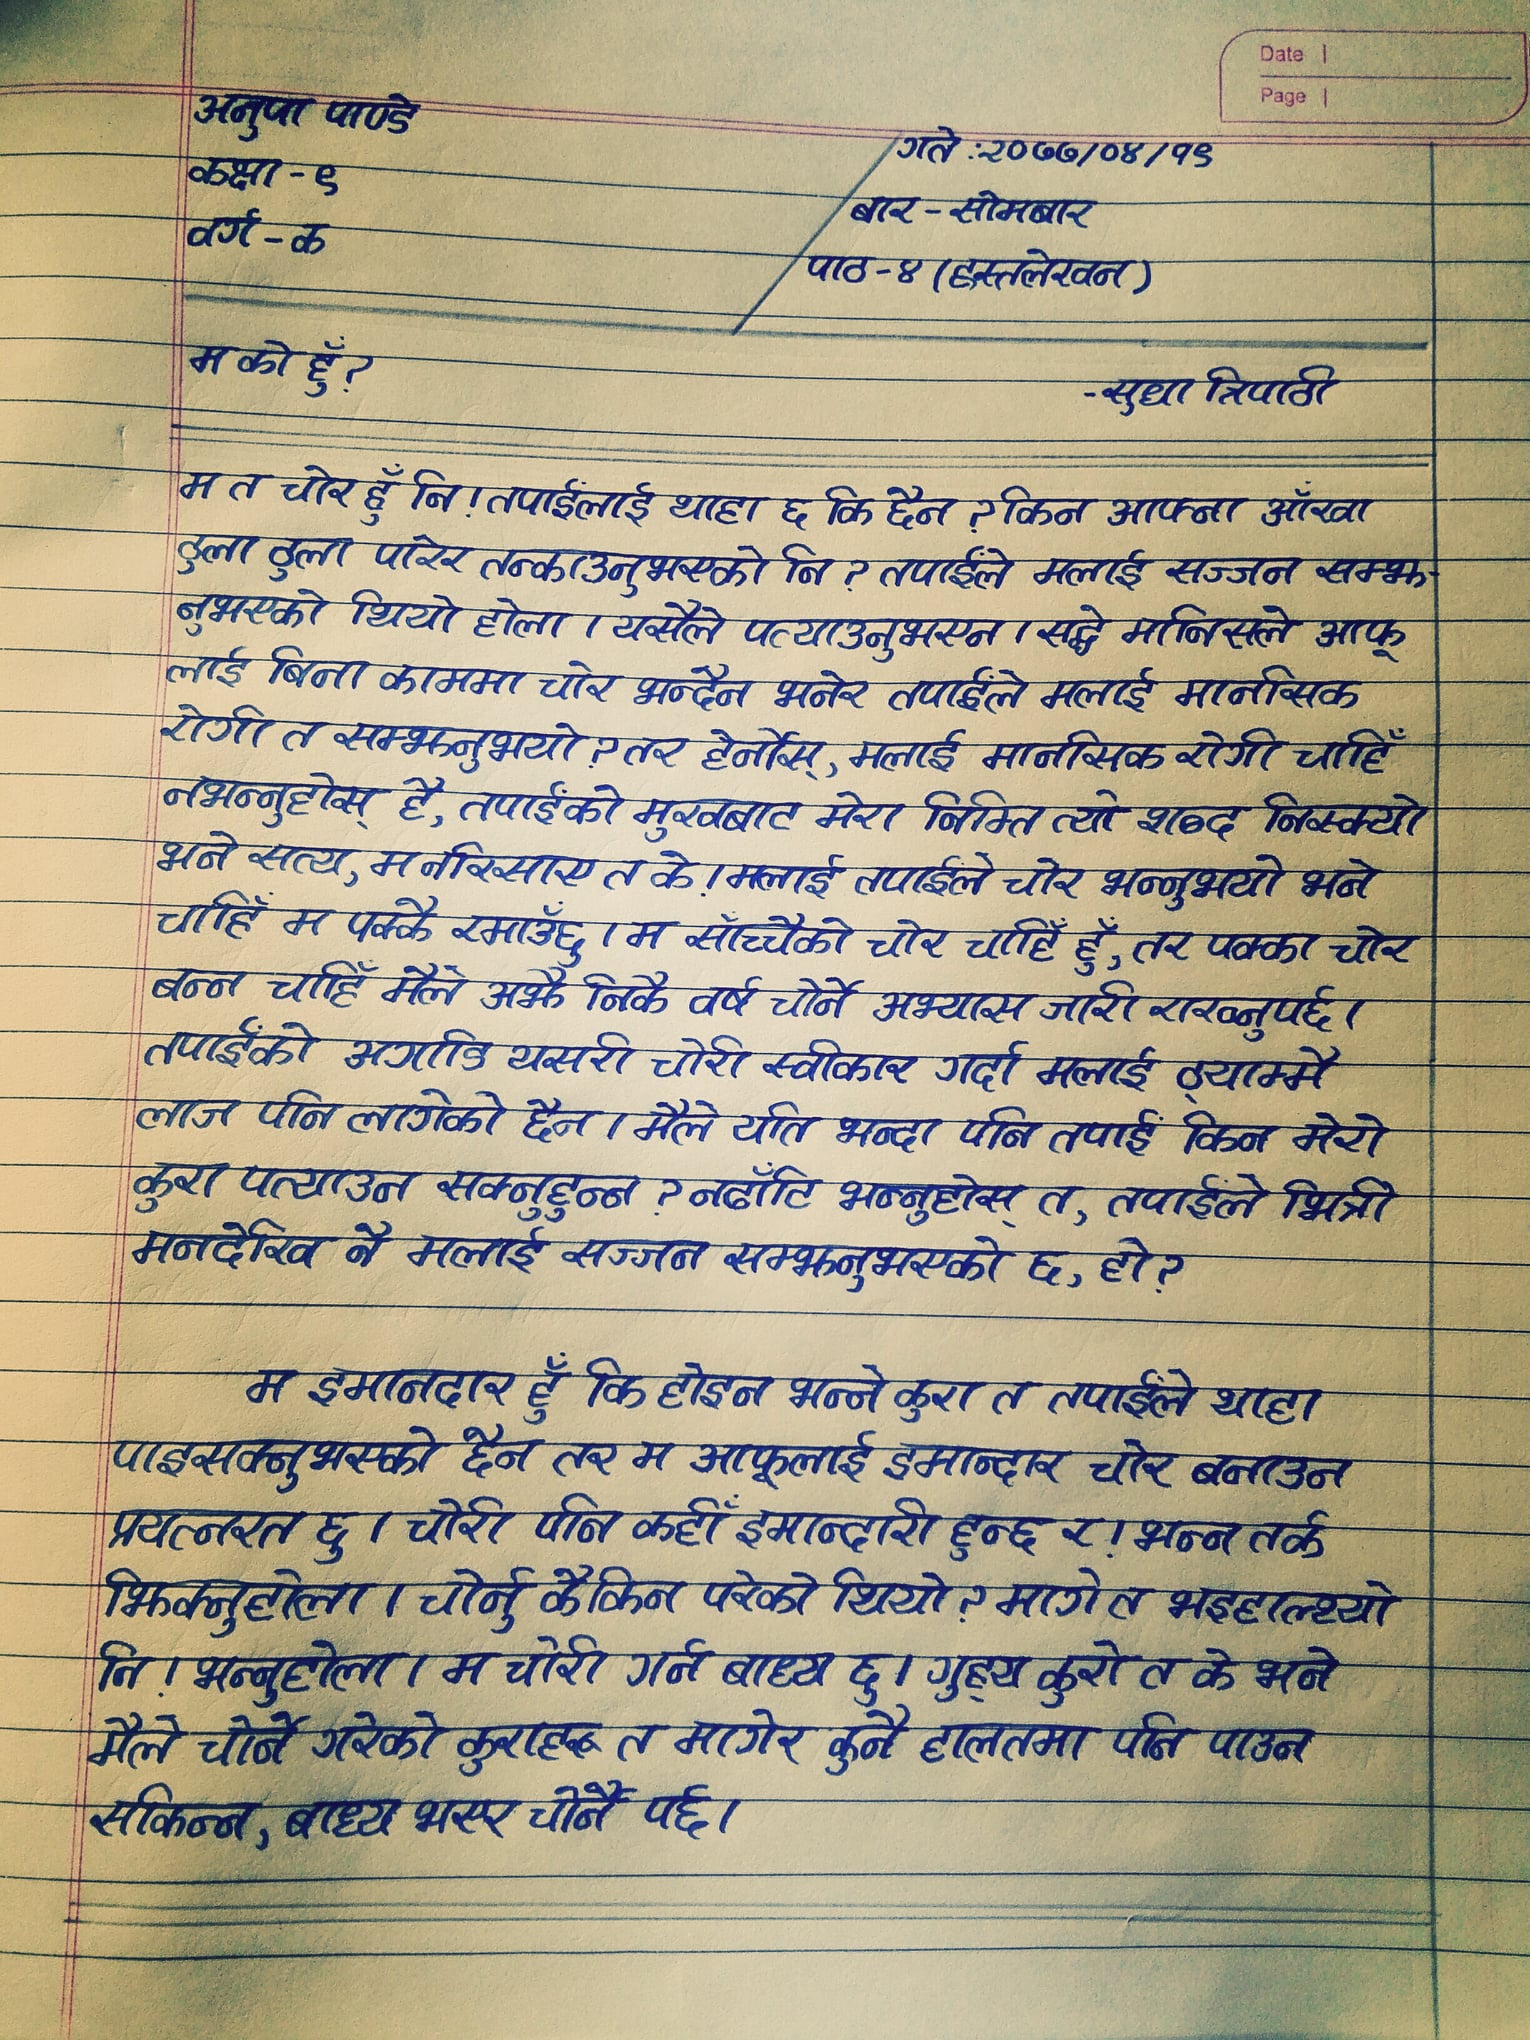 Date |
Page |
अनुपा पाण्डे
कक्षा - ९
वर्ग - क
गते : २०७७/०४/१९
बार - सोमबार
पाठ - ४ (हस्तलेखन)
म को हुँ?
- सुधा त्रिपाठी
म त चोर हुँ नि! तपाईंलाई थाहा छ कि छैन ? किन आफ्ना आँखा
ठुला ठुला पारेर तन्काउनुभएको नि ? तपाईंले मलाई सज्जन सम्झ-
नुभएको थियो होला । यसैले पत्याउनुभएन । सद्धे मानिसले आफू
लाई बिना काममा चोर भन्दैन भनेर तपाईंले मलाई मानसिक
रोगी त सम्झनुभयो ? तर हेर्नोस्, मलाई मानसिक रोगी चाहिँ
नभन्नुहोस् है, तपाईंको मुखबाट मेरा निम्ति त्यो शब्द निस्क्यो
भने सत्य, म नरिसाए त के ! मलाई तपाईंले चोर भन्नुभयो भने
चाहिँ म पक्कै रमाउँछु । म साँच्चैको चोर चाहिँ हुँ, तर पक्का चोर
बन्न चाहिँ मैले अझै निकै वर्ष चोर्ने अभ्यास जारी राख्नुपर्छ ।
तपाईंको अगाडि यसरी चोरी स्वीकार गर्दा मलाई ठ्याम्मै
लाज पनि लागेको छैन । मैले यति भन्दा पनि तपाईं किन मेरो
कुरा पत्याउन सक्नुहुन्न ? नढाँटि भन्नुहोस् त, तपाईंले भित्री
मनदेखि नै मलाई सज्जन सम्झनुभएको छ, हो ?
म इमानदार हुँ कि होइन भन्ने कुरा त तपाईंले थाहा
पाइसक्नुभएको छैन तर म आफूलाई इमान्दार चोर बनाउन
प्रयत्नरत छु । चोरी पनि कहीँ इमान्दारी हुन्छ र ! भन्न तर्क
झिक्नुहोला । चोर्नु कैकिन परेको थियो ? मागे त भइहाल्थ्यो
नि ! भन्नुहोला । म चोरी गर्न बाध्य छु । गुह्य कुरो त के भने
मैले चोर्ने गरेको कुराहरू त मागेर कुनै हालतमा पनि पाउन
सकिन्न, बाध्य भएर चोर्नै पर्छ ।